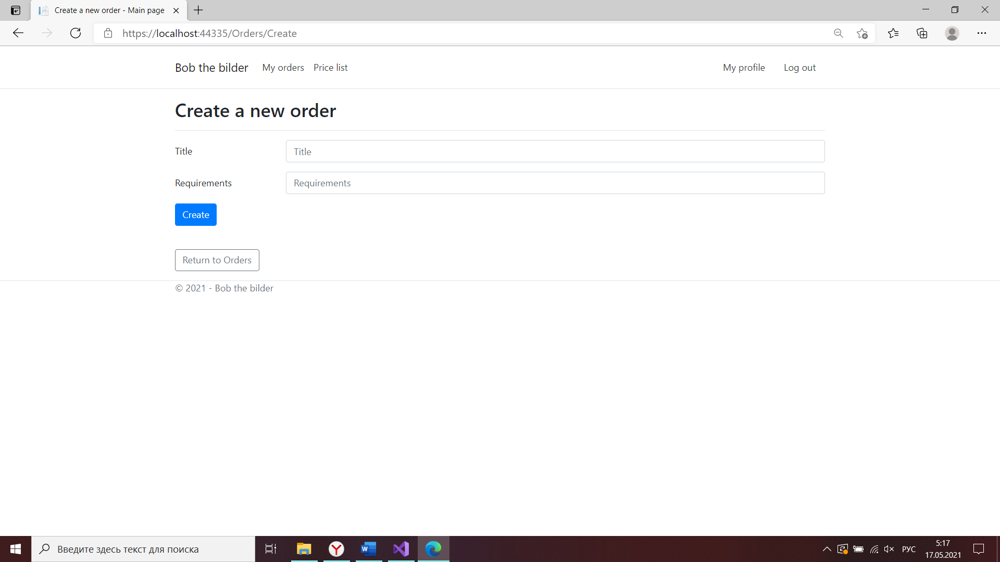 Create a new order - Main page
https://localhost:44335/Orders/Create
Bob the bilder My orders Price list My profile Log out
Create a new order
Title Title
Requirements Requirements
Create
Return to Orders
© 2021 - Bob the bilder
Введите здесь текст для поиска
РУС
5:17
17.05.2021